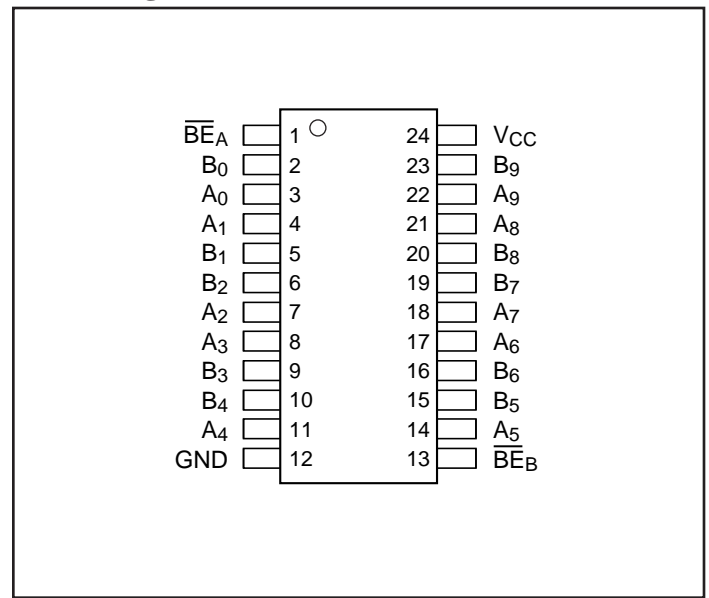 B̅E̅A 1 24 VCC
B0 2 23 B9
A0 3 22 A9
A1 4 21 A8
B1 5 20 B8
B2 6 19 B7
A2 7 18 A7
A3 8 17 A6
B3 9 16 B6
B4 10 15 B5
A4 11 14 A5
GND 12 13 B̅E̅B